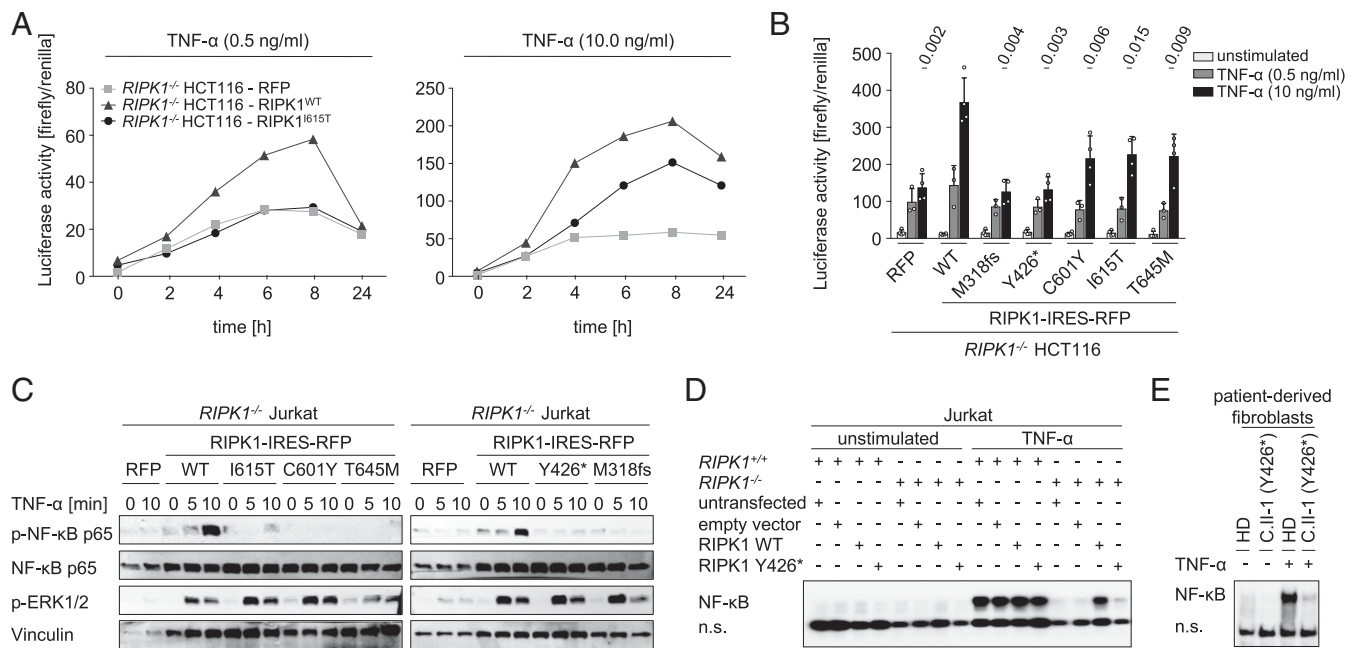 A
TNF-α (0.5 ng/ml)
TNF-α (10.0 ng/ml)
Luciferase activity [firefly/renilla]
RIPK1-/- HCT116 - RFP
RIPK1-/- HCT116 - RIPK1WT
RIPK1-/- HCT116 - RIPK1I615T
80
60
40
20
0
0 2 4 6 8 24
time [h]
250
200
150
100
50
0
0 2 4 6 8 24
time [h]
B
Luciferase activity [firefly/renilla]
500
400
300
200
100
0
0.002
0.004
0.003
0.006
0.015
0.009
unstimulated
TNF-α (0.5 ng/ml)
TNF-α (10 ng/ml)
RFP WT M318fs Y426* C601Y I615T T645M
RIPK1-IRES-RFP
RIPK1-/- HCT116
C
RIPK1-/- Jurkat
RIPK1-IRES-RFP
RFP WT I615T C601Y T645M
TNF-α [min] 0 10 0 5 10 0 5 10 0 5 10 0 5 10
RIPK1-/- Jurkat
RIPK1-IRES-RFP
RFP WT Y426* M318fs
0 10 0 5 10 0 5 10 0 5 10
p-NF-κB p65
NF-κB p65
p-ERK1/2
Vinculin
D
Jurkat
unstimulated TNF-α
RIPK1+/+ + + + + - - - - + + + + - - - -
RIPK1-/- - - - - + + + + - - - - + + + +
untransfected + - - - + - - - + - - - + - - -
empty vector - + - - - + - - - + - - - + - -
RIPK1 WT - - + - - - + - - - + - - - + -
RIPK1 Y426* - - - + - - - + - - - + - - - +
NF-κB
n.s.
E
patient-derived
fibroblasts
HD
C.II-1 (Y426*)
HD
C.II-1 (Y426*)
TNF-α - - + +
NF-κB
n.s.